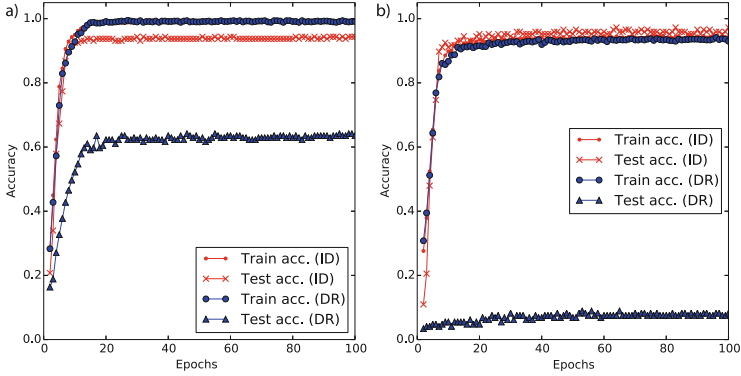 a)
1.0
0.8
0.6
0.4
0.2
0.0
Accuracy
0
20
40
60
80
100
Epochs
Train acc. (ID)
Test acc. (ID)
Train acc. (DR)
Test acc. (DR)
b)
1.0
0.8
0.6
0.4
0.2
0.0
Accuracy
0
20
40
60
80
100
Epochs
Train acc. (ID)
Test acc. (ID)
Train acc. (DR)
Test acc. (DR)